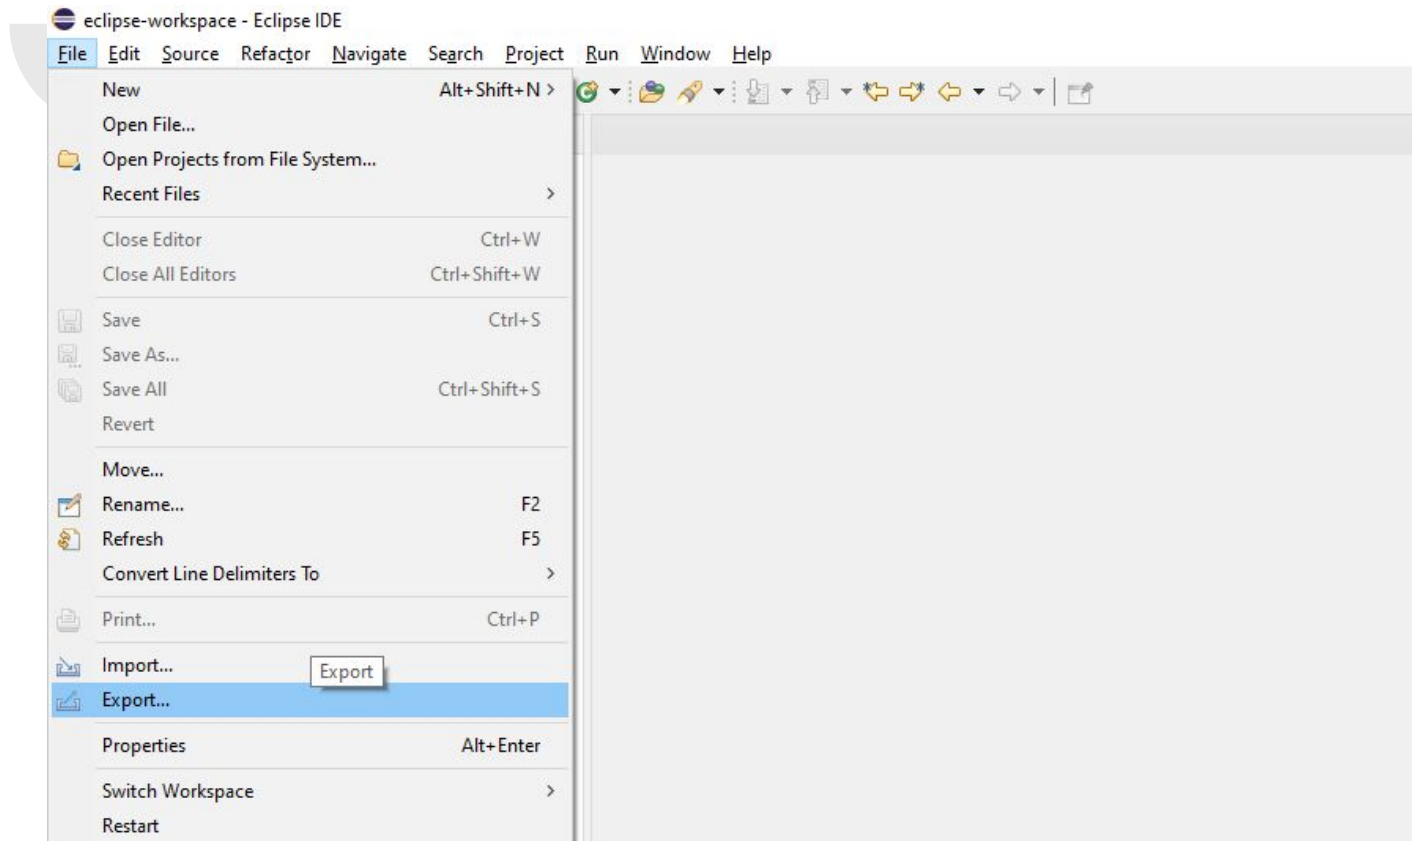 eclipse-workspace - Eclipse IDE
File Edit Source Refactor Navigate Search Project Run Window Help
New Alt+Shift+N >
Open File...
Open Projects from File System...
Recent Files >
Close Editor Ctrl+W
Close All Editors Ctrl+Shift+W
Save Ctrl+S
Save As...
Save All Ctrl+Shift+S
Revert
Move...
Rename... F2
Refresh F5
Convert Line Delimiters To >
Print... Ctrl+P
Import...
Export
Export...
Properties Alt+Enter
Switch Workspace >
Restart